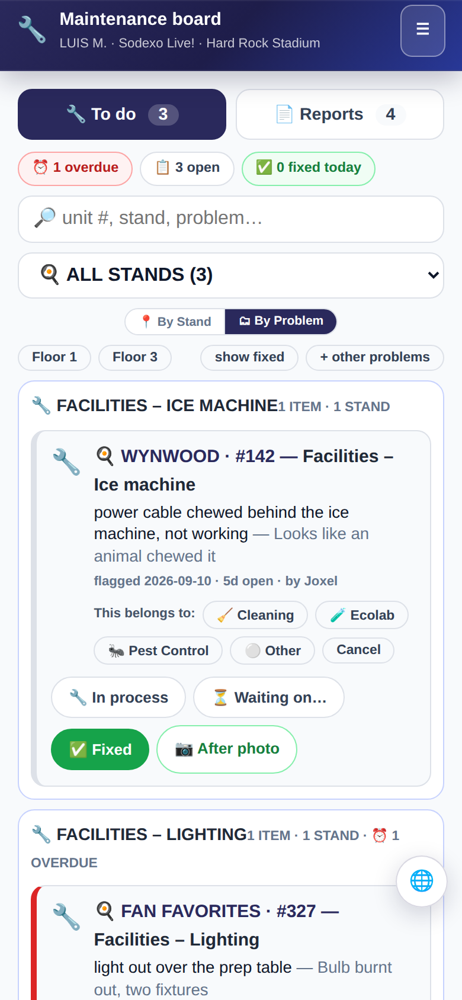 Maintenance board
LUIS M. · Sodexo Live! · Hard Rock Stadium
☰
🔧 To do 3
📄 Reports 4
⏰ 1 overdue
📋 3 open
✅ 0 fixed today
🔎 unit #, stand, problem…
🍳 ALL STANDS (3)
📍 By Stand
🗂 By Problem
Floor 1
Floor 3
show fixed
+ other problems
🔧 FACILITIES – ICE MACHINE1 ITEM · 1 STAND
🍳 WYNWOOD · #142 — Facilities –
Ice machine
power cable chewed behind the ice
machine, not working — Looks like an
animal chewed it
flagged 2026-09-10 · 5d open · by Joxel
This belongs to: 🧹 Cleaning 🧪 Ecolab
🐜 Pest Control ⚪ Other Cancel
🔧 In process ⏳ Waiting on…
✅ Fixed 📷 After photo
🔧 FACILITIES – LIGHTING1 ITEM · 1 STAND · ⏰ 1
OVERDUE
🍳 FAN FAVORITES · #327 —
Facilities – Lighting
light out over the prep table — Bulb burnt
out, two fixtures